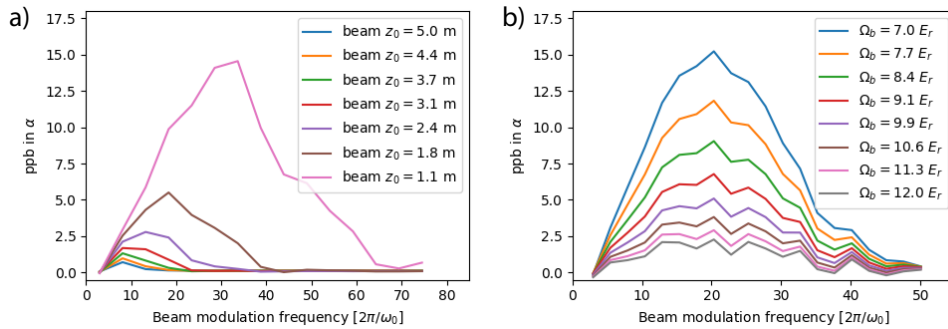 a)
17.5
15.0
12.5
10.0
7.5
5.0
2.5
0.0
ppb in α
0 10 20 30 40 50 60 70 80
Beam modulation frequency [2π/ω₀]
beam z₀ = 5.0 m
beam z₀ = 4.4 m
beam z₀ = 3.7 m
beam z₀ = 3.1 m
beam z₀ = 2.4 m
beam z₀ = 1.8 m
beam z₀ = 1.1 m
b)
17.5
15.0
12.5
10.0
7.5
5.0
2.5
0.0
ppb in α
0 10 20 30 40 50
Beam modulation frequency [2π/ω₀]
Ω_b = 7.0 E_r
Ω_b = 7.7 E_r
Ω_b = 8.4 E_r
Ω_b = 9.1 E_r
Ω_b = 9.9 E_r
Ω_b = 10.6 E_r
Ω_b = 11.3 E_r
Ω_b = 12.0 E_r